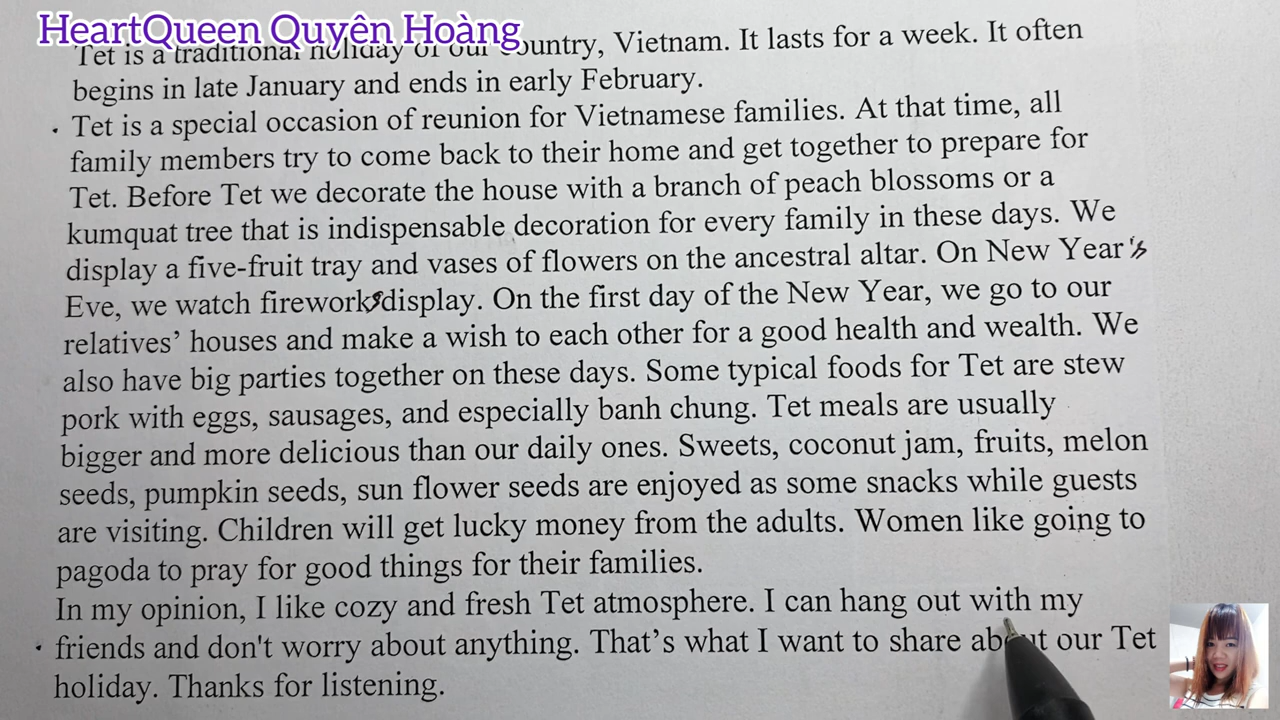 HeartQueen Quyên Hoàng
Tet is a traditional holiday of our country, Vietnam. It lasts for a week. It often
begins in late January and ends in early February.
Tet is a special occasion of reunion for Vietnamese families. At that time, all
family members try to come back to their home and get together to prepare for
Tet. Before Tet we decorate the house with a branch of peach blossoms or a
kumquat tree that is indispensable decoration for every family in these days. We
display a five-fruit tray and vases of flowers on the ancestral altar. On New Year's
Eve, we watch fireworks display. On the first day of the New Year, we go to our
relatives’ houses and make a wish to each other for a good health and wealth. We
also have big parties together on these days. Some typical foods for Tet are stew
pork with eggs, sausages, and especially banh chung. Tet meals are usually
bigger and more delicious than our daily ones. Sweets, coconut jam, fruits, melon
seeds, pumpkin seeds, sun flower seeds are enjoyed as some snacks while guests
are visiting. Children will get lucky money from the adults. Women like going to
pagoda to pray for good things for their families.
In my opinion, I like cozy and fresh Tet atmosphere. I can hang out with my
friends and don't worry about anything. That’s what I want to share about our Tet
holiday. Thanks for listening.